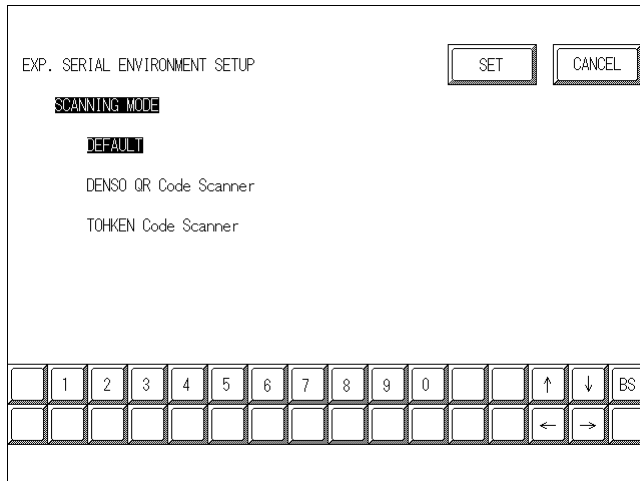 EXP. SERIAL ENVIRONMENT SETUP SET CANCEL
SCANNING MODE
DEFAULT
DENSO QR Code Scanner
TOHKEN Code Scanner
1 2 3 4 5 6 7 8 9 0 ↑ ↓ BS
← →